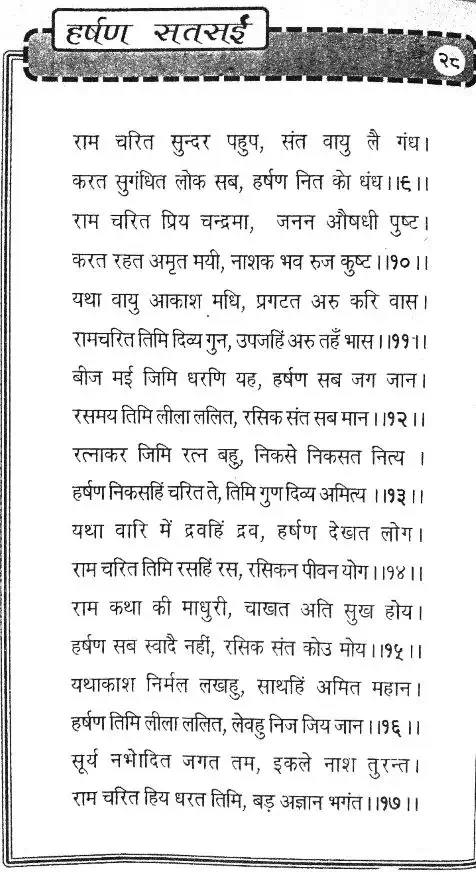 हर्षण सतसई
२८
राम चरित सुन्दर पहुप, संत वायु लै गंध।
करत सुगंधित लोक सब, हर्षण नित को धंध।।९।।
राम चरित प्रिय चन्द्रमा, जनन औषधी पुष्ट।
करत रहत अमृत मयी, नाशक भव रुज कुष्ट।।१०।।
यथा वायु आकाश मधि, प्रगटत अरु करि वास।
रामचरित तिमि दिव्य गुन, उपजहिं अरु तहँ भास।।११।।
बीज मई जिमि धरणि यह, हर्षण सब जग जान।
रसमय तिमि लीला ललित, रसिक संत सब मान।।१२।।
रत्नाकर जिमि रत्न बहु, निकसे निकसत नित्य ।
हर्षण निकसहिं चरित ते, तिमि गुण दिव्य अमित्य ।।१३।।
यथा वारि में द्रवहिं द्रव, हर्षण देखत लोग।
राम चरित तिमि रसहिं रस, रसिकन पीवन योग।।१४।।
राम कथा की माधुरी, चाखत अति सुख होय।
हर्षण सब स्वादै नहीं, रसिक संत कोउ मोय।।१५।।
यथाकाश निर्मल लखहु, साथहिं अमित महान।
हर्षण तिमि लीला ललित, लेवहु निज जिय जान।।१६।।
सूर्य नभोदित जगत तम, इकले नाश तुरन्त।
राम चरित हिय धरत तिमि, बड़ अज्ञान भगंत।।१७।।